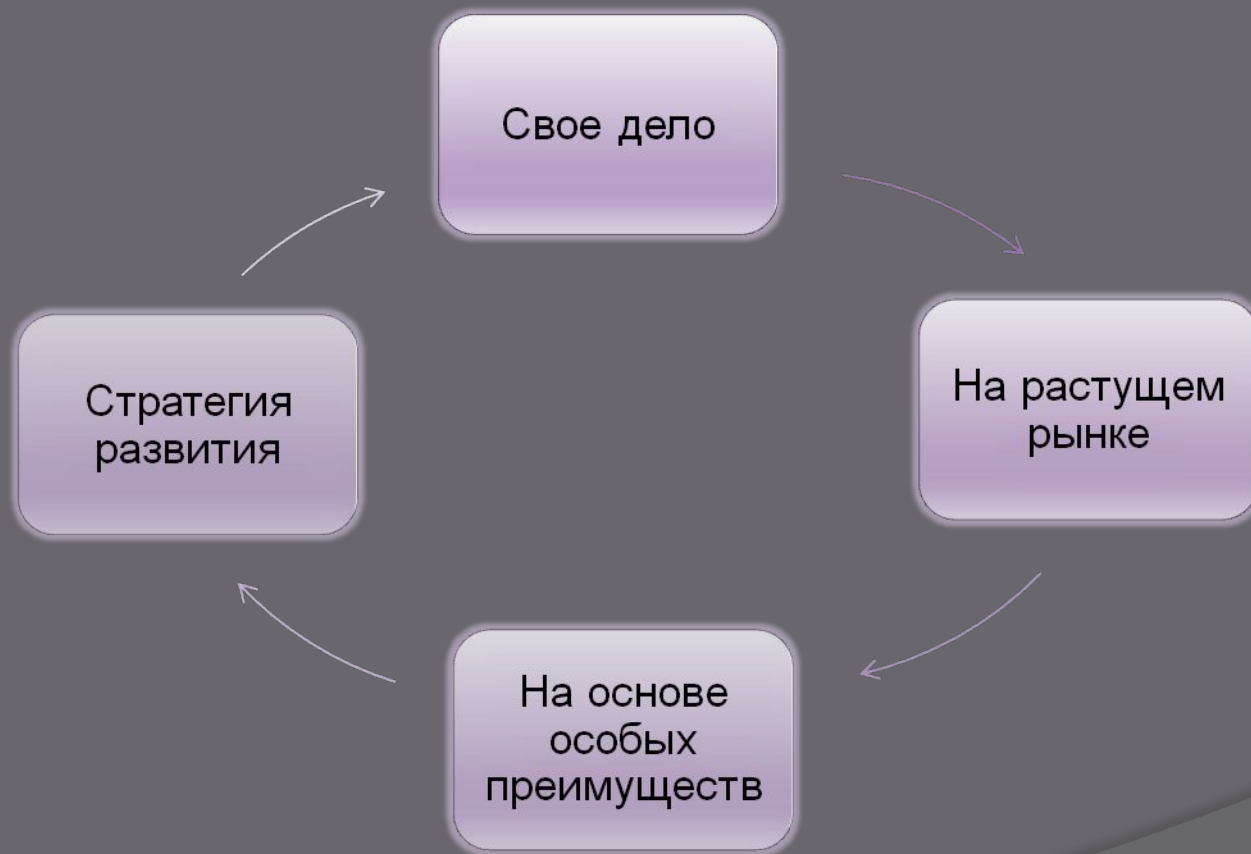 Свое дело
На растущем
рынке
На основе
особых
преимуществ
Стратегия
развития